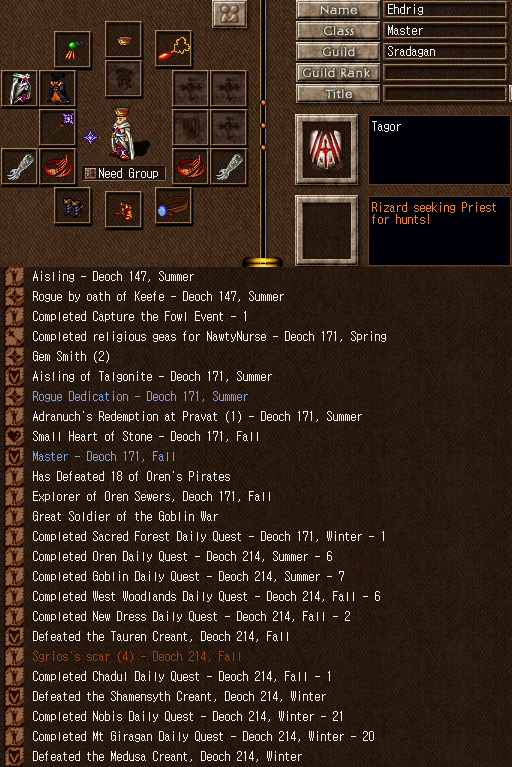 Name Ehdrig
Class Master
Guild Sradagan
Guild Rank
Title
Tagor
Need Group
Rizard seeking Priest
for hunts!
Aisling - Deoch 147, Summer
Rogue by oath of Keefe - Deoch 147, Summer
Completed Capture the Fowl Event - 1
Completed religious geas for NawtyNurse - Deoch 171, Spring
Gem Smith (2)
Aisling of Talgonite - Deoch 171, Summer
Rogue Dedication - Deoch 171, Summer
Adranuch's Redemption at Pravat (1) - Deoch 171, Summer
Small Heart of Stone - Deoch 171, Fall
Master - Deoch 171, Fall
Has Defeated 18 of Oren's Pirates
Explorer of Oren Sewers, Deoch 171, Fall
Great Soldier of the Goblin War
Completed Sacred Forest Daily Quest - Deoch 171, Winter - 1
Completed Oren Daily Quest - Deoch 214, Summer - 6
Completed Goblin Daily Quest - Deoch 214, Summer - 7
Completed West Woodlands Daily Quest - Deoch 214, Fall - 6
Completed New Dress Daily Quest - Deoch 214, Fall - 2
Defeated the Tauren Creant, Deoch 214, Fall
Sgrios's scar (4) - Deoch 214, Fall
Completed Chadul Daily Quest - Deoch 214, Fall - 1
Defeated the Shamensyth Creant, Deoch 214, Winter
Completed Nobis Daily Quest - Deoch 214, Winter - 21
Completed Mt Giragan Daily Quest - Deoch 214, Winter - 20
Defeated the Medusa Creant, Deoch 214, Winter